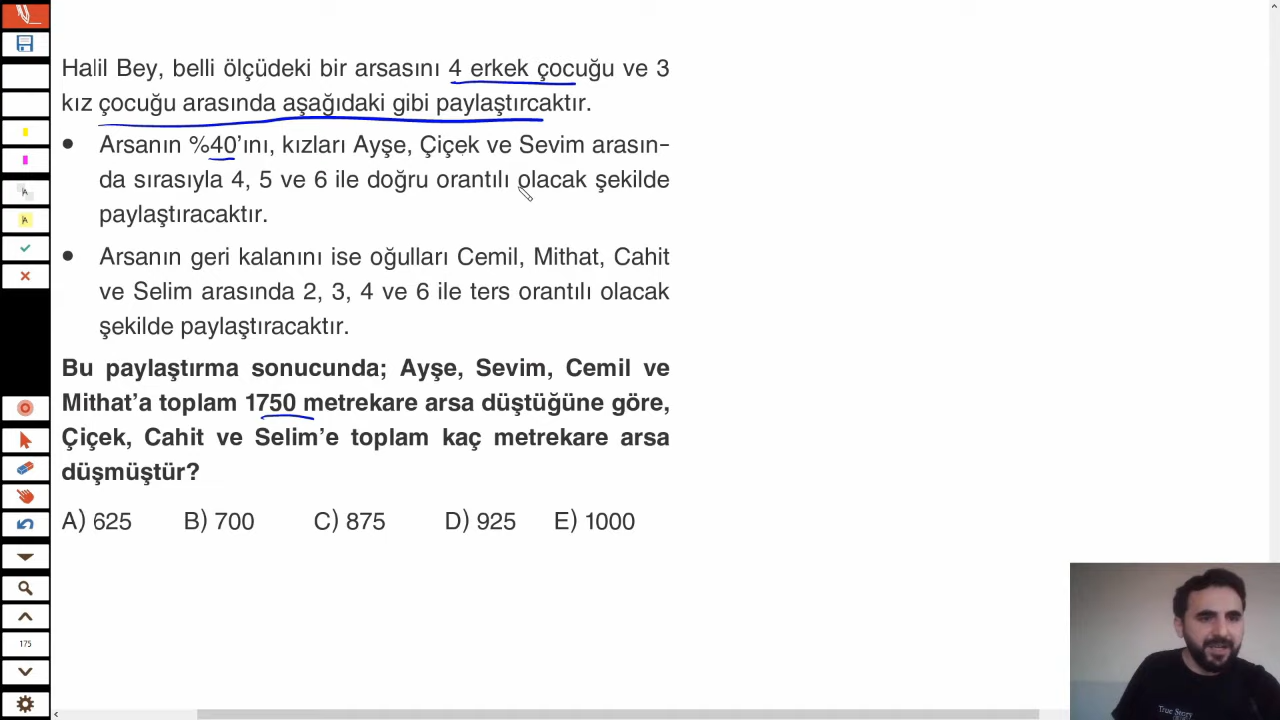 Halil Bey, belli ölçüdeki bir arsasını 4 erkek çocuğu ve 3
kız çocuğu arasında aşağıdaki gibi paylaştırcaktır.
• Arsanın %40'ını, kızları Ayşe, Çiçek ve Sevim arasın-
da sırasıyla 4, 5 ve 6 ile doğru orantılı olacak şekilde
paylaştıracaktır.
• Arsanın geri kalanını ise oğulları Cemil, Mithat, Cahit
ve Selim arasında 2, 3, 4 ve 6 ile ters orantılı olacak
şekilde paylaştıracaktır.
Bu paylaştırma sonucunda; Ayşe, Sevim, Cemil ve
Mithat'a toplam 1750 metrekare arsa düştüğüne göre,
Çiçek, Cahit ve Selim'e toplam kaç metrekare arsa
düşmüştür?
A) 625 B) 700 C) 875 D) 925 E) 1000
A
A
175
True Story